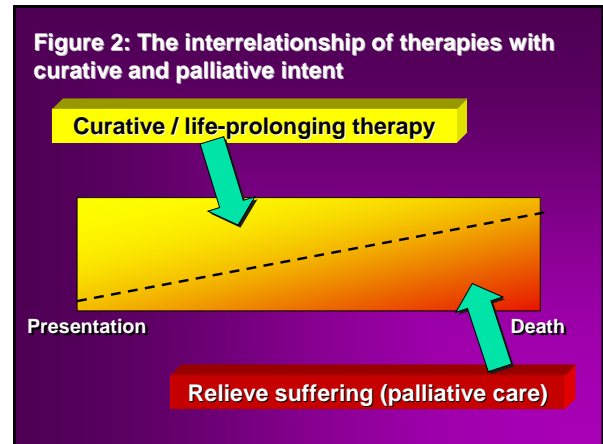 Figure 2: The interrelationship of therapies with
curative and palliative intent
Curative / life-prolonging therapy
Presentation
Death
Relieve suffering (palliative care)